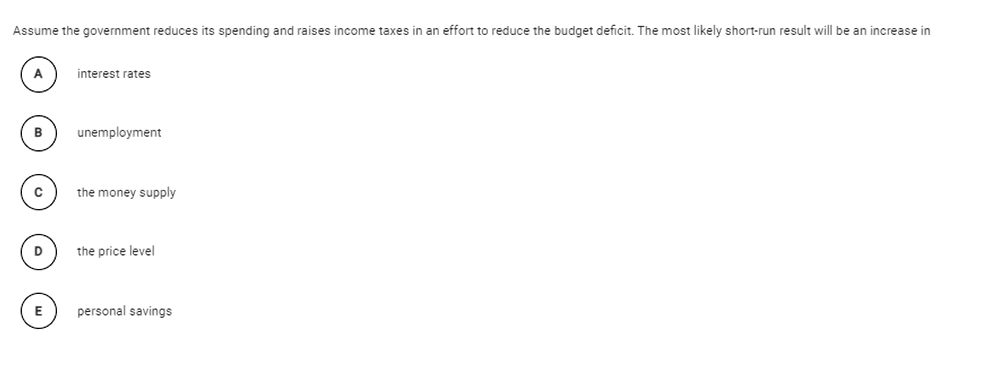 Assume the government reduces its spending and raises income taxes in an effort to reduce the budget deficit. The most likely short-run result will be an increase in
A interest rates
B unemployment
C the money supply
D the price level
E personal savings